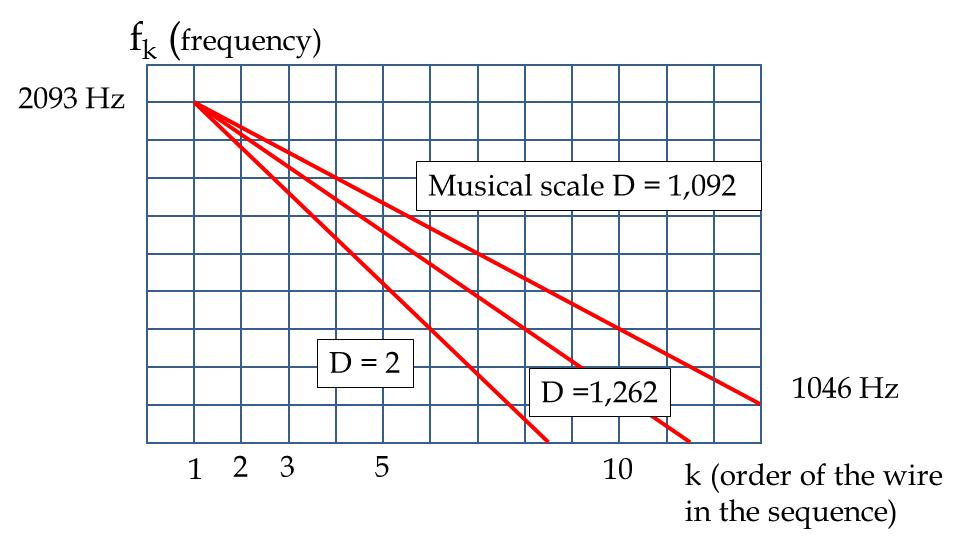 fk (frequency)
2093 Hz
Musical scale D = 1,092
D = 2
D =1,262
1046 Hz
1 2 3 5 10
k (order of the wire
in the sequence)